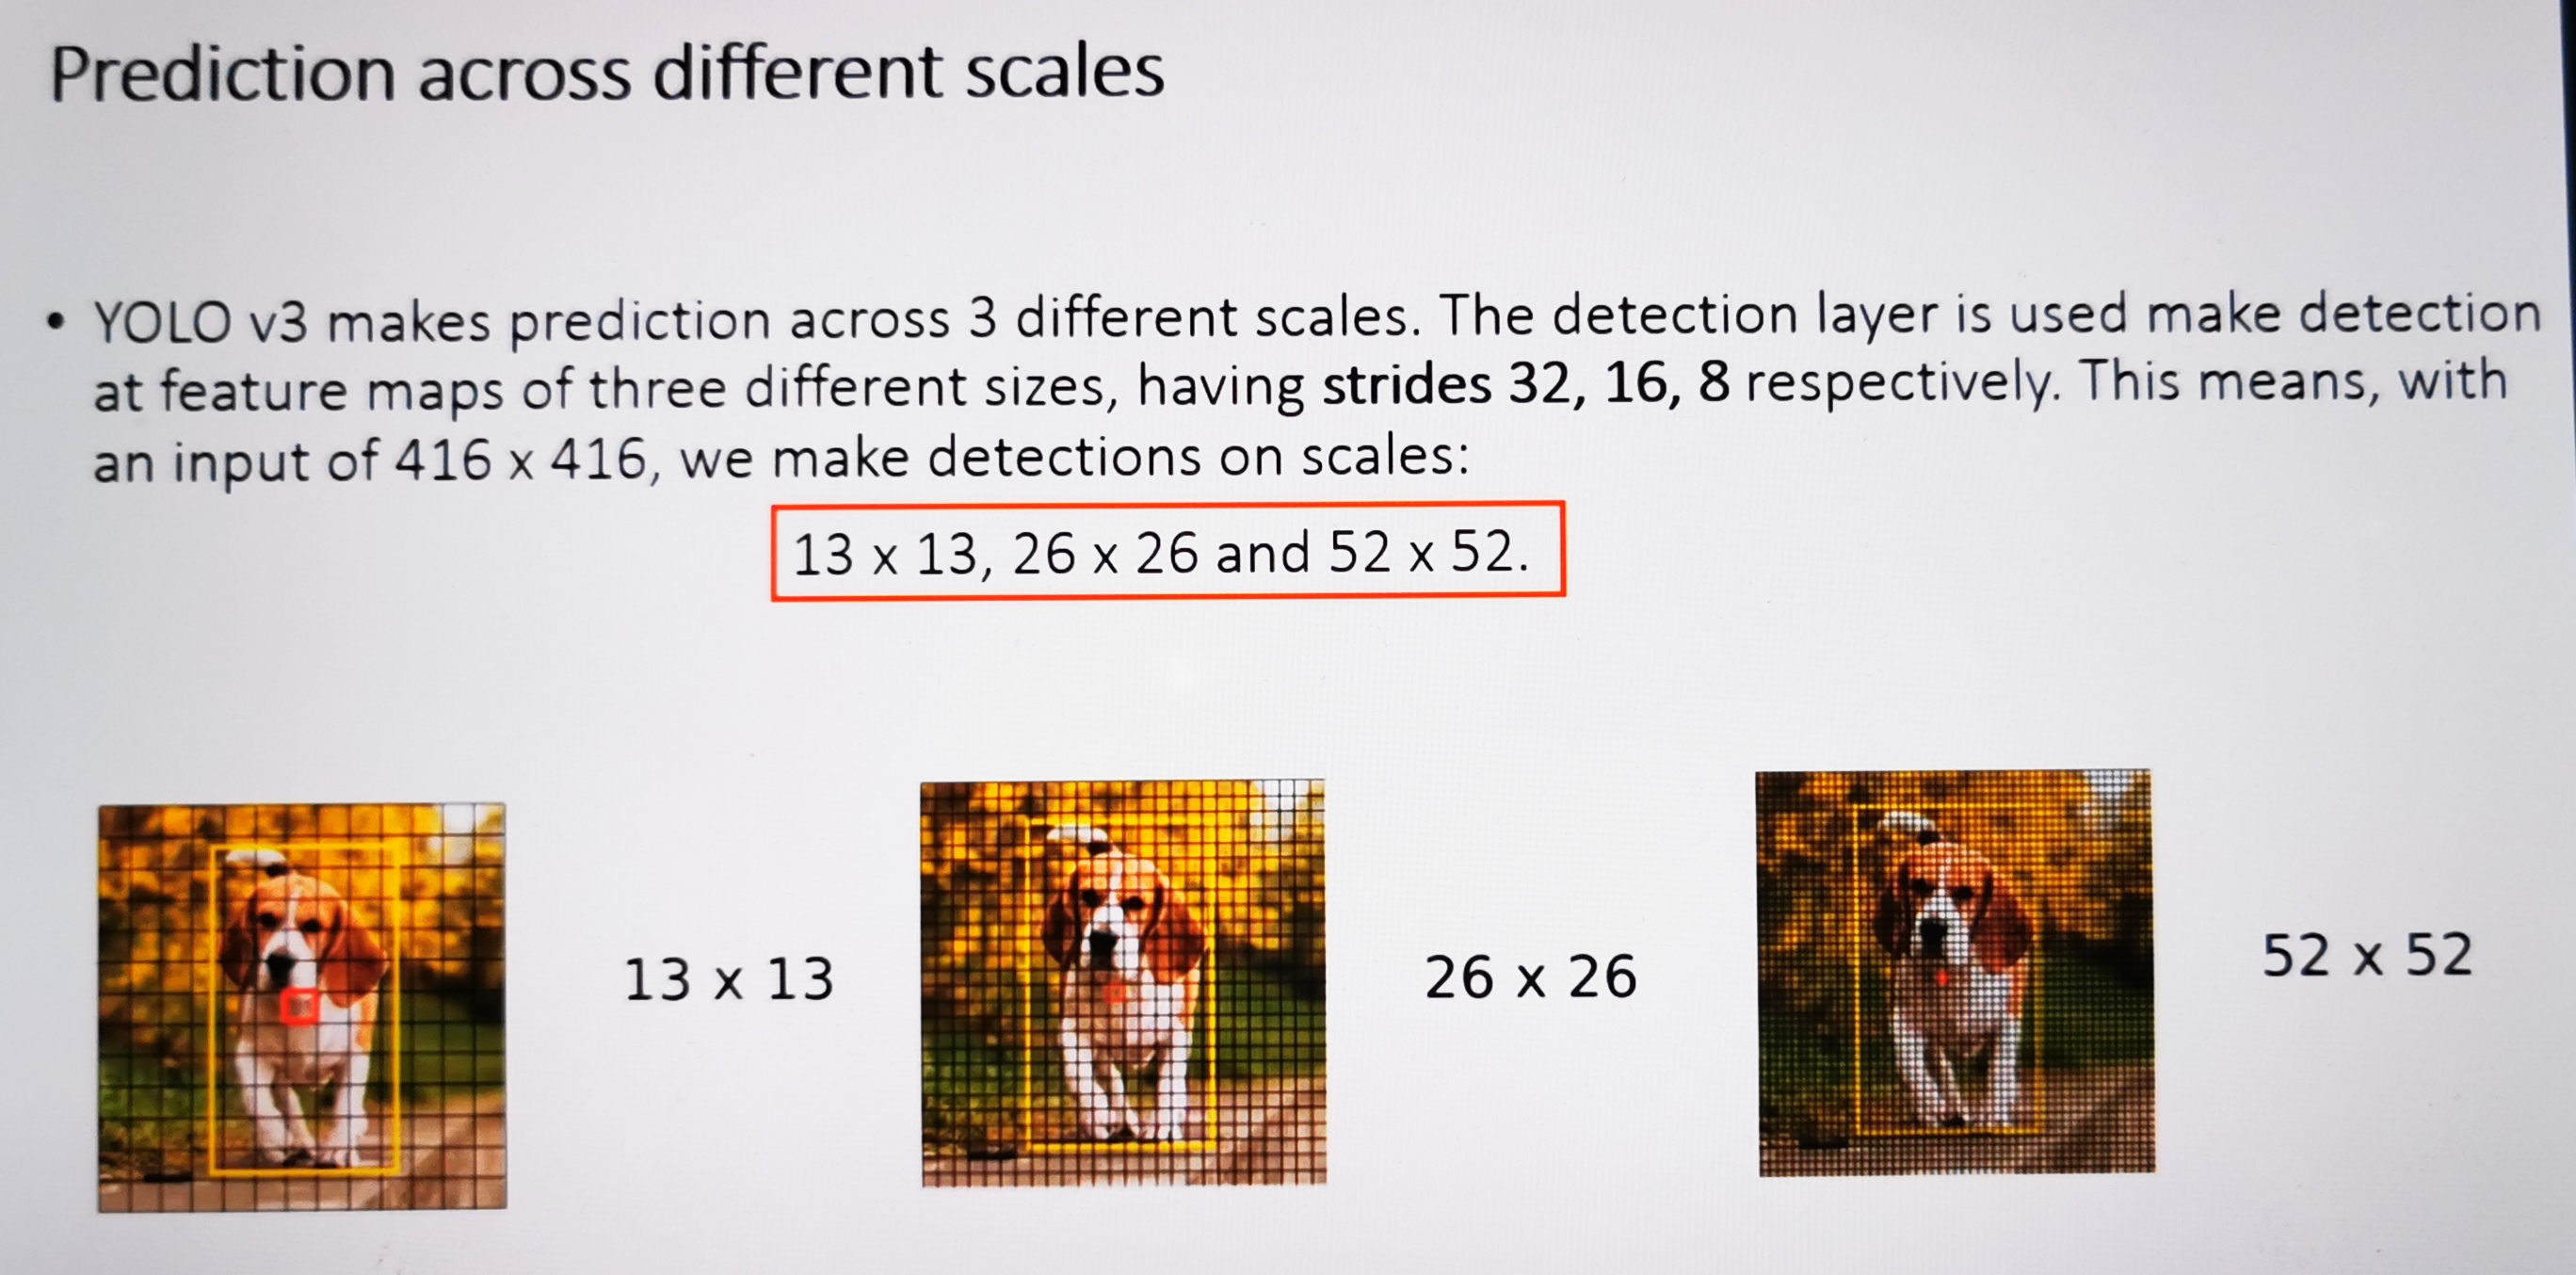 Prediction across different scales
• YOLO v3 makes prediction across 3 different scales. The detection layer is used make detection
at feature maps of three different sizes, having strides 32, 16, 8 respectively. This means, with
an input of 416 x 416, we make detections on scales:
13 x 13, 26 x 26 and 52 x 52.
13 x 13
26 x 26
52 x 52